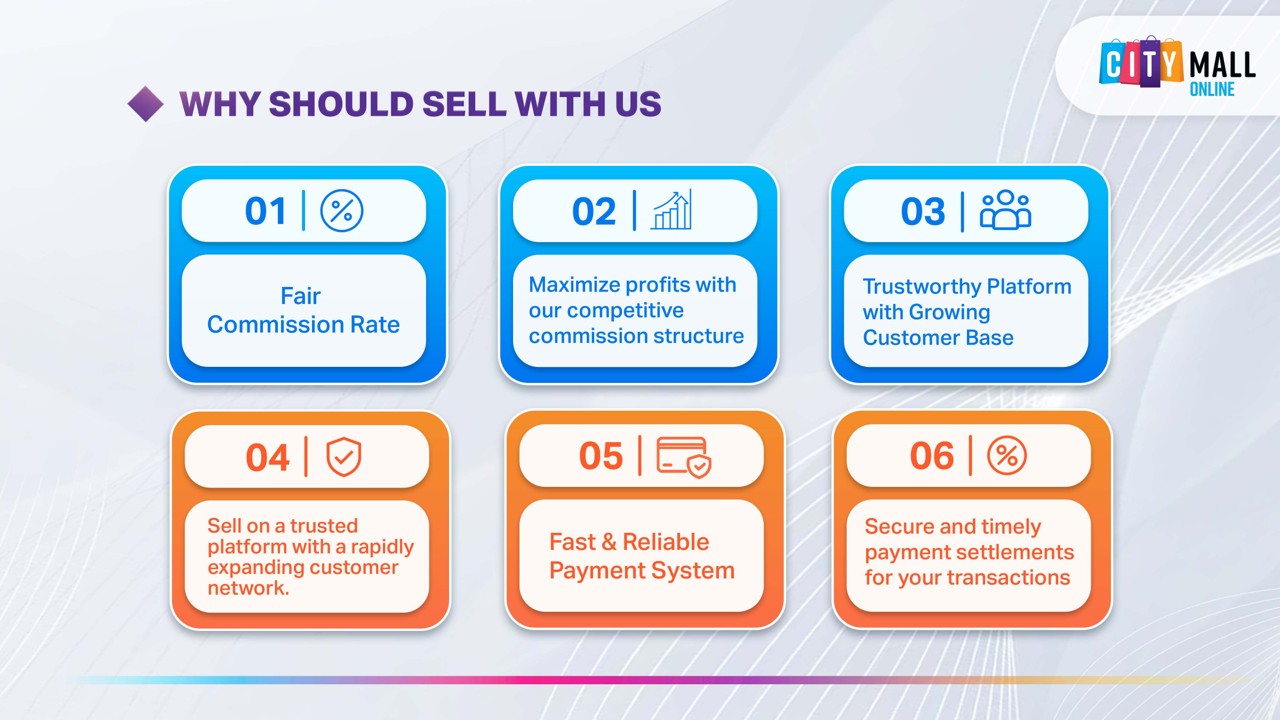 CITY MALL
ONLINE
WHY SHOULD SELL WITH US
01
Fair
Commission Rate
02
Maximize profits with
our competitive
commission structure
03
Trustworthy Platform
with Growing
Customer Base
04
Sell on a trusted
platform with a rapidly
expanding customer
network.
05
Fast & Reliable
Payment System
06
Secure and timely
payment settlements
for your transactions